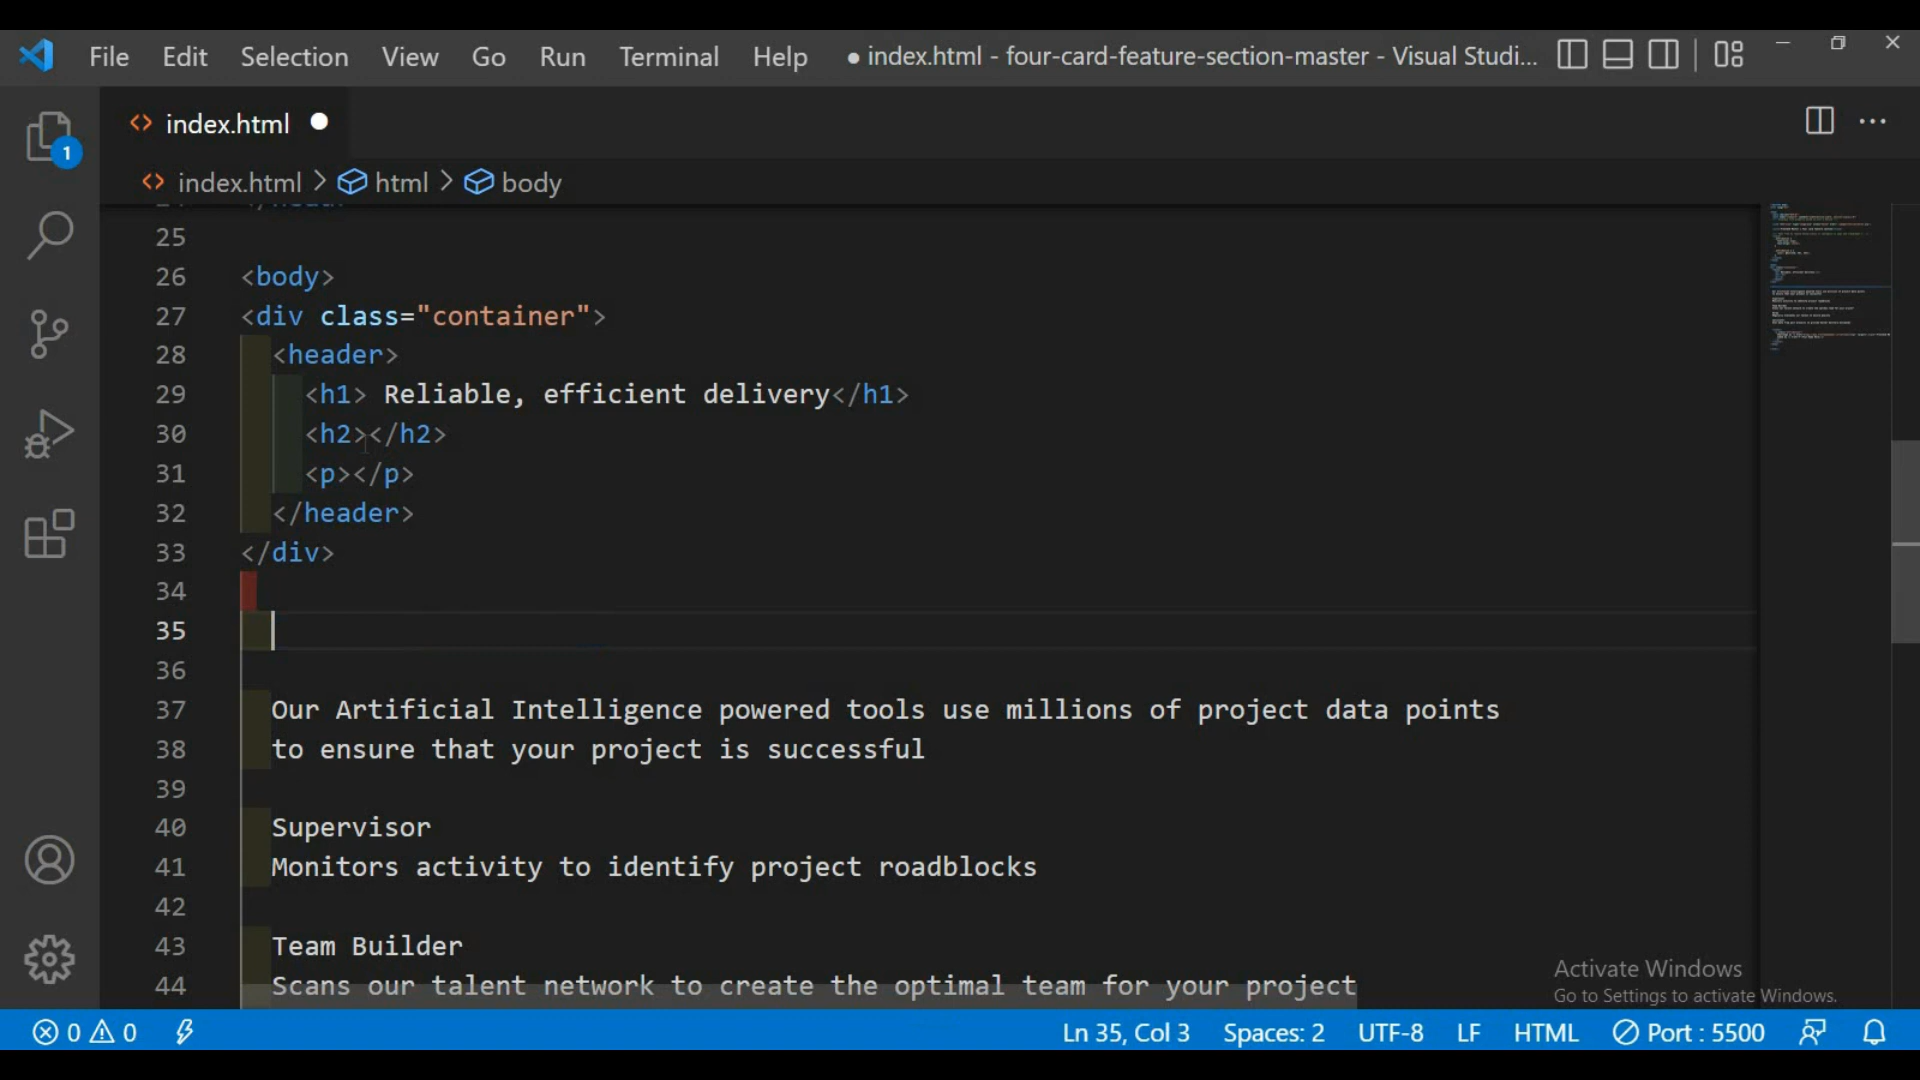 File Edit Selection View Go Run Terminal Help ● index.html - four-card-feature-section-master - Visual Studi...
1
<> index.html ●
<> index.html > html > body
25
26 <body>
27 <div class="container">
28 <header>
29 <h1> Reliable, efficient delivery</h1>
30 <h2></h2>
31 <p></p>
32 </header>
33 </div>
34
35
36
37 Our Artificial Intelligence powered tools use millions of project data points
38 to ensure that your project is successful
39
40 Supervisor
41 Monitors activity to identify project roadblocks
42
43 Team Builder
44 Scans our talent network to create the optimal team for your project
Activate Windows
Go to Settings to activate Windows.
0 0 Ln 35, Col 3 Spaces: 2 UTF-8 LF HTML Port : 5500